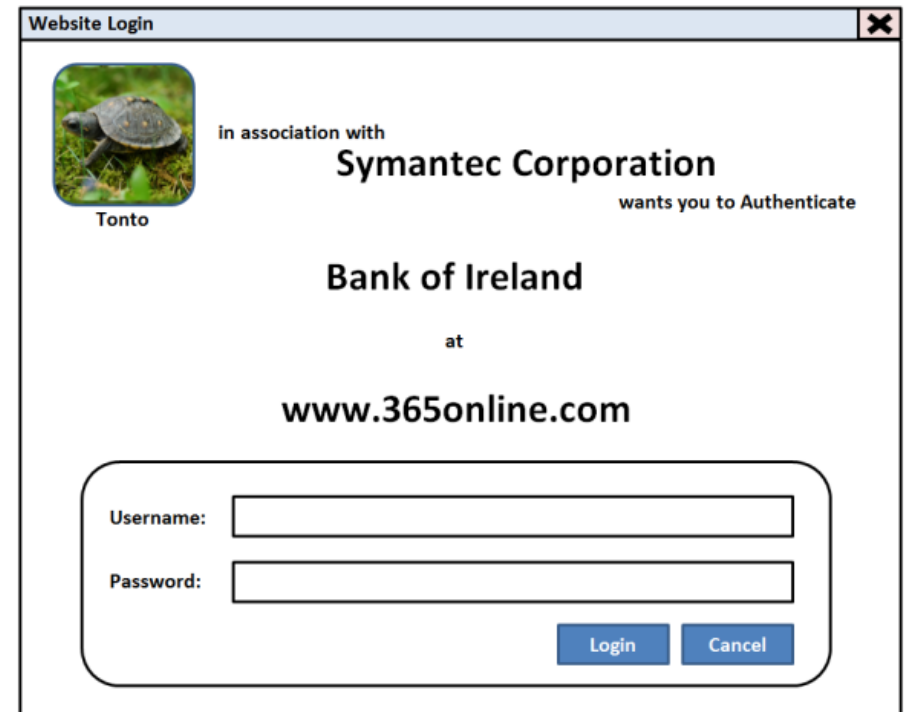 Website Login
in association with
Symantec Corporation
wants you to Authenticate
Tonto
Bank of Ireland
at
www.365online.com
Username:
Password:
Login Cancel